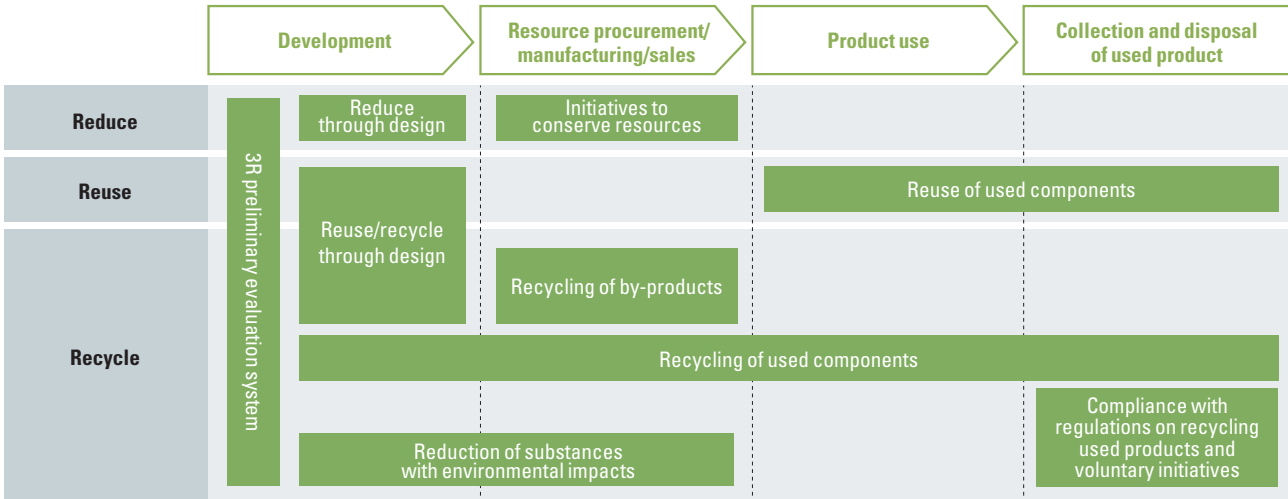 Development
Resource procurement/
manufacturing/sales
Product use
Collection and disposal
of used product
Reduce
3R preliminary evaluation system
Reduce
through design
Initiatives to
conserve resources
Reuse
Reuse/recycle
through design
Reuse of used components
Recycle
Recycling of by-products
Recycling of used components
Reduction of substances
with environmental impacts
Compliance with
regulations on recycling
used products and
voluntary initiatives